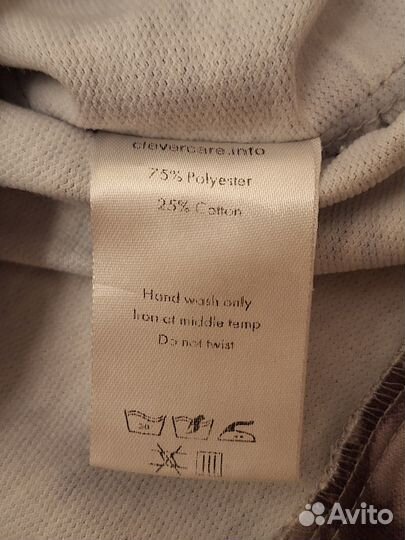 clevercare.info
75% Polyester
25% Cotton
Hand wash only
Iron at middle temp
Do not twist
30
Avito